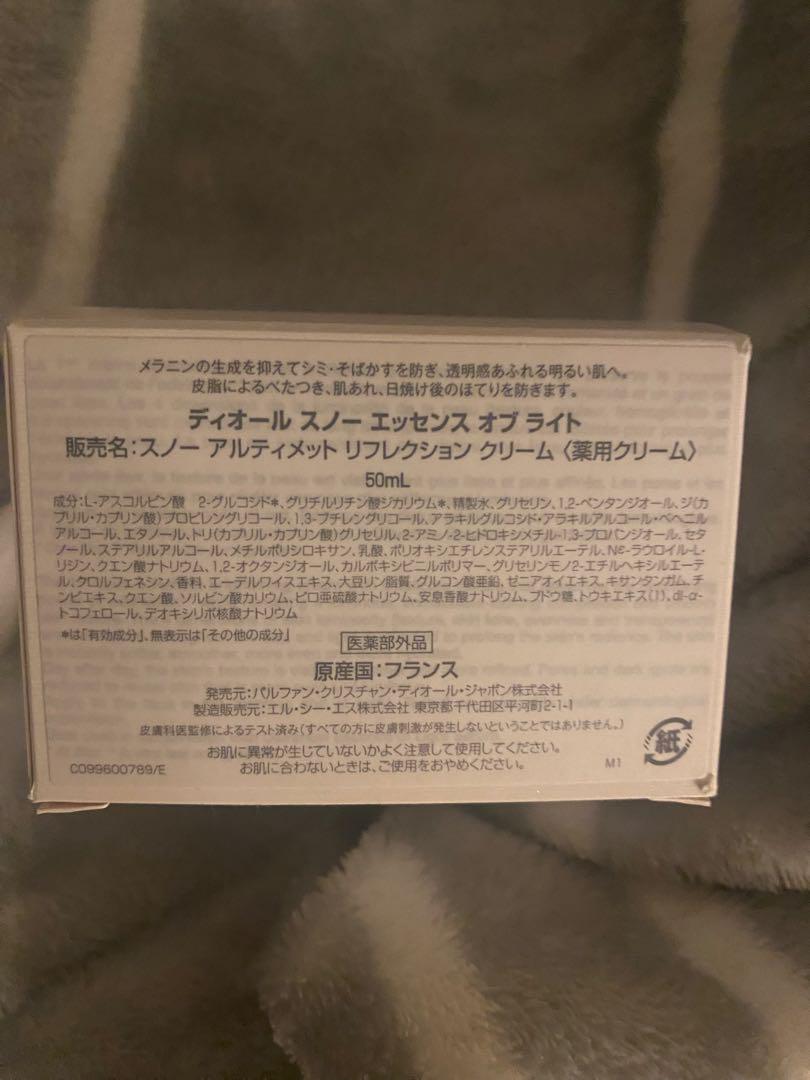 メラニンの生成を抑えてシミ・そばかすを防ぎ、透明感あふれる明るい肌へ。
皮脂によるべたつき、肌あれ、日焼け後のほてりを防ぎます。
ディオール スノー エッセンス オブ ライト
販売名：スノー アルティメット リフレクション クリーム〈薬用クリーム〉
50mL
成分：L-アスコルビン酸 2-グルコシド*、グリチルリチン酸ジカリウム*、精製水、グリセリン、1,2-ペンタンジオール、ジ(カ
プリル・カプリン酸)プロピレングリコール、1,3-ブチレングリコール、アラキルグルコシド・アラキルアルコール・ベヘニル
アルコール、エタノール、トリ(カプリル・カプリン酸)グリセリル、2-アミノ-2-ヒドロキシメチル-1,3-プロパンジオール、セタ
ノール、ステアリルアルコール、メチルポリシロキサン、乳酸、ポリオキシエチレンステアリルエーテル、Nε-ラウロイル-L-
リジン、クエン酸ナトリウム、1,2-オクタンジオール、カルボキシビニルポリマー、グリセリンモノ2-エチルヘキシルエーテ
ル、クロルフェネシン、香料、エーデルワイスエキス、大豆リン脂質、グルコン酸亜鉛、ゼニアオイエキス、キサンタンガム、チ
ンピエキス、クエン酸、ソルビン酸カリウム、ピロ亜硫酸ナトリウム、安息香酸ナトリウム、ブドウ糖、トウキエキス(1)、dl-α-
トコフェロール、デオキシリボ核酸ナトリウム
*は「有効成分」、無表示は「その他の成分」
医薬部外品
原産国：フランス
発売元：パルファン・クリスチャン・ディオール・ジャポン株式会社
製造販売元：エル・シー・エス株式会社 東京都千代田区平河町2-1-1
皮膚科医監修によるテスト済み(すべての方に皮膚刺激が発生しないということではありません。)
お肌に異常が生じていないかよく注意して使用してください。
お肌に合わないときは、ご使用をおやめください。
C099600789/E
M1
紙